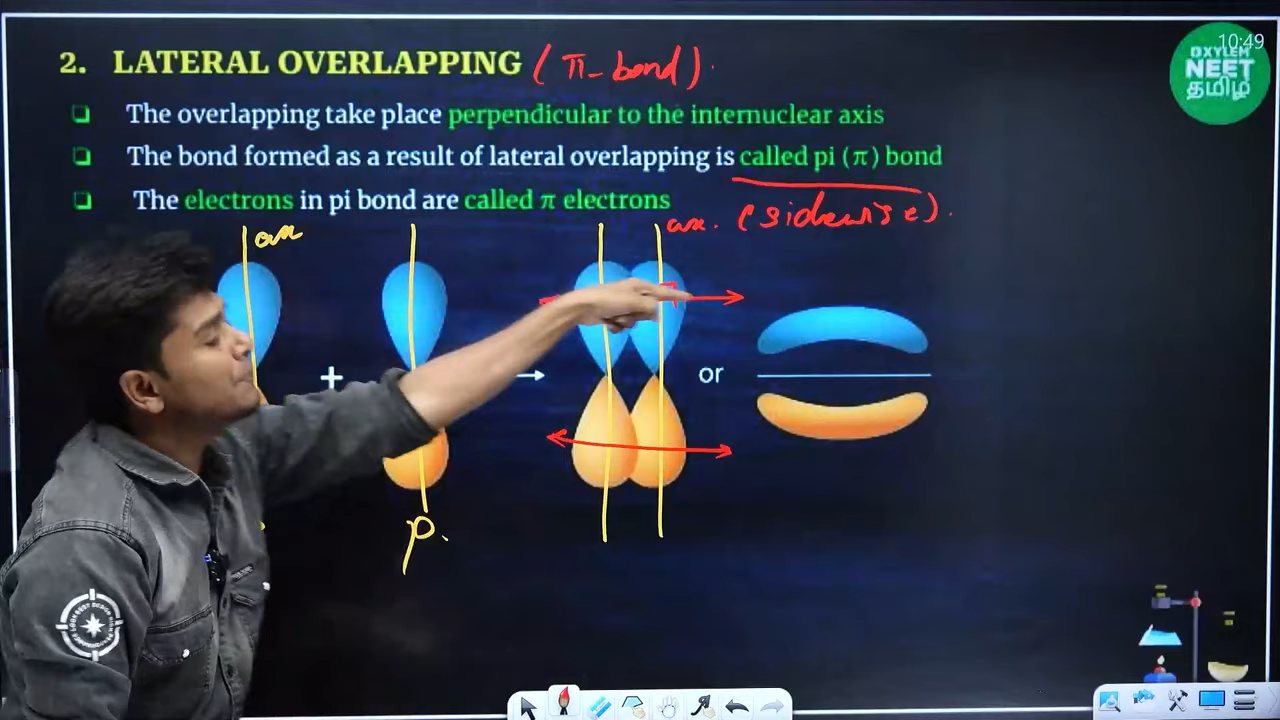 10:49
OXYLEM
NEET
தமிழ்
2. LATERAL OVERLAPPING (π-bond).
The overlapping take place perpendicular to the internuclear axis
The bond formed as a result of lateral overlapping is called pi (π) bond
The electrons in pi bond are called π electrons
(sidewise).
+
or
p.